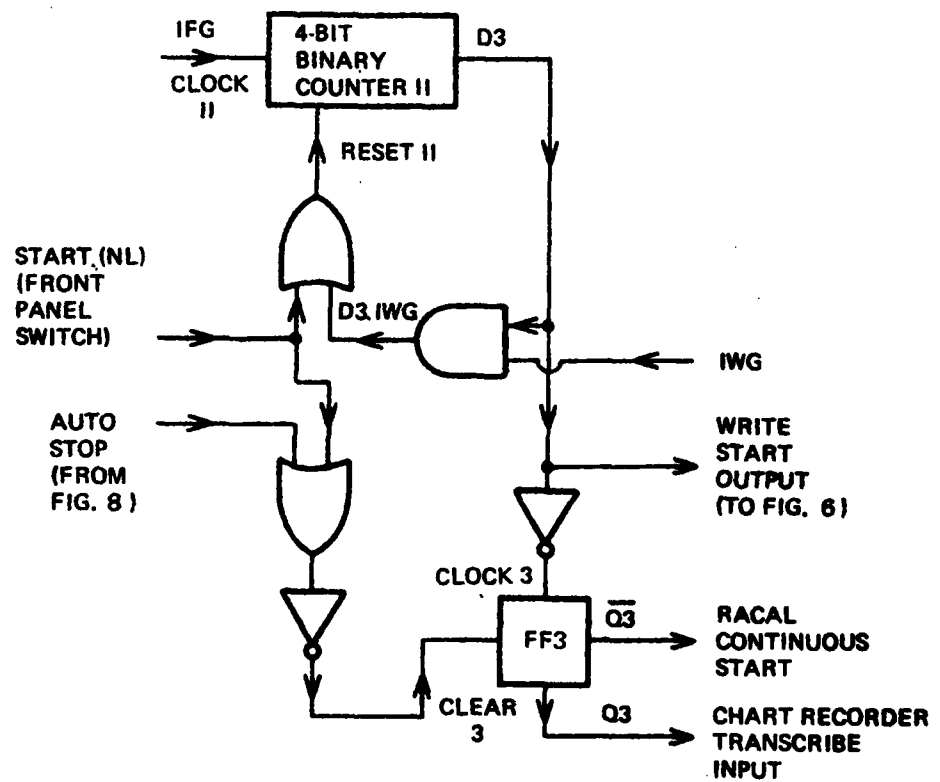 IFG
CLOCK
II
4-BIT
BINARY
COUNTER II
D3
RESET II
START (NL)
(FRONT
PANEL
SWITCH)
D3.IWG
IWG
AUTO
STOP
(FROM
FIG. 8)
WRITE
START
OUTPUT
(TO FIG. 6)
CLOCK 3
FF3
Q̅3̅
RACAL
CONTINUOUS
START
CLEAR
3
Q3
CHART RECORDER
TRANSCRIBE
INPUT